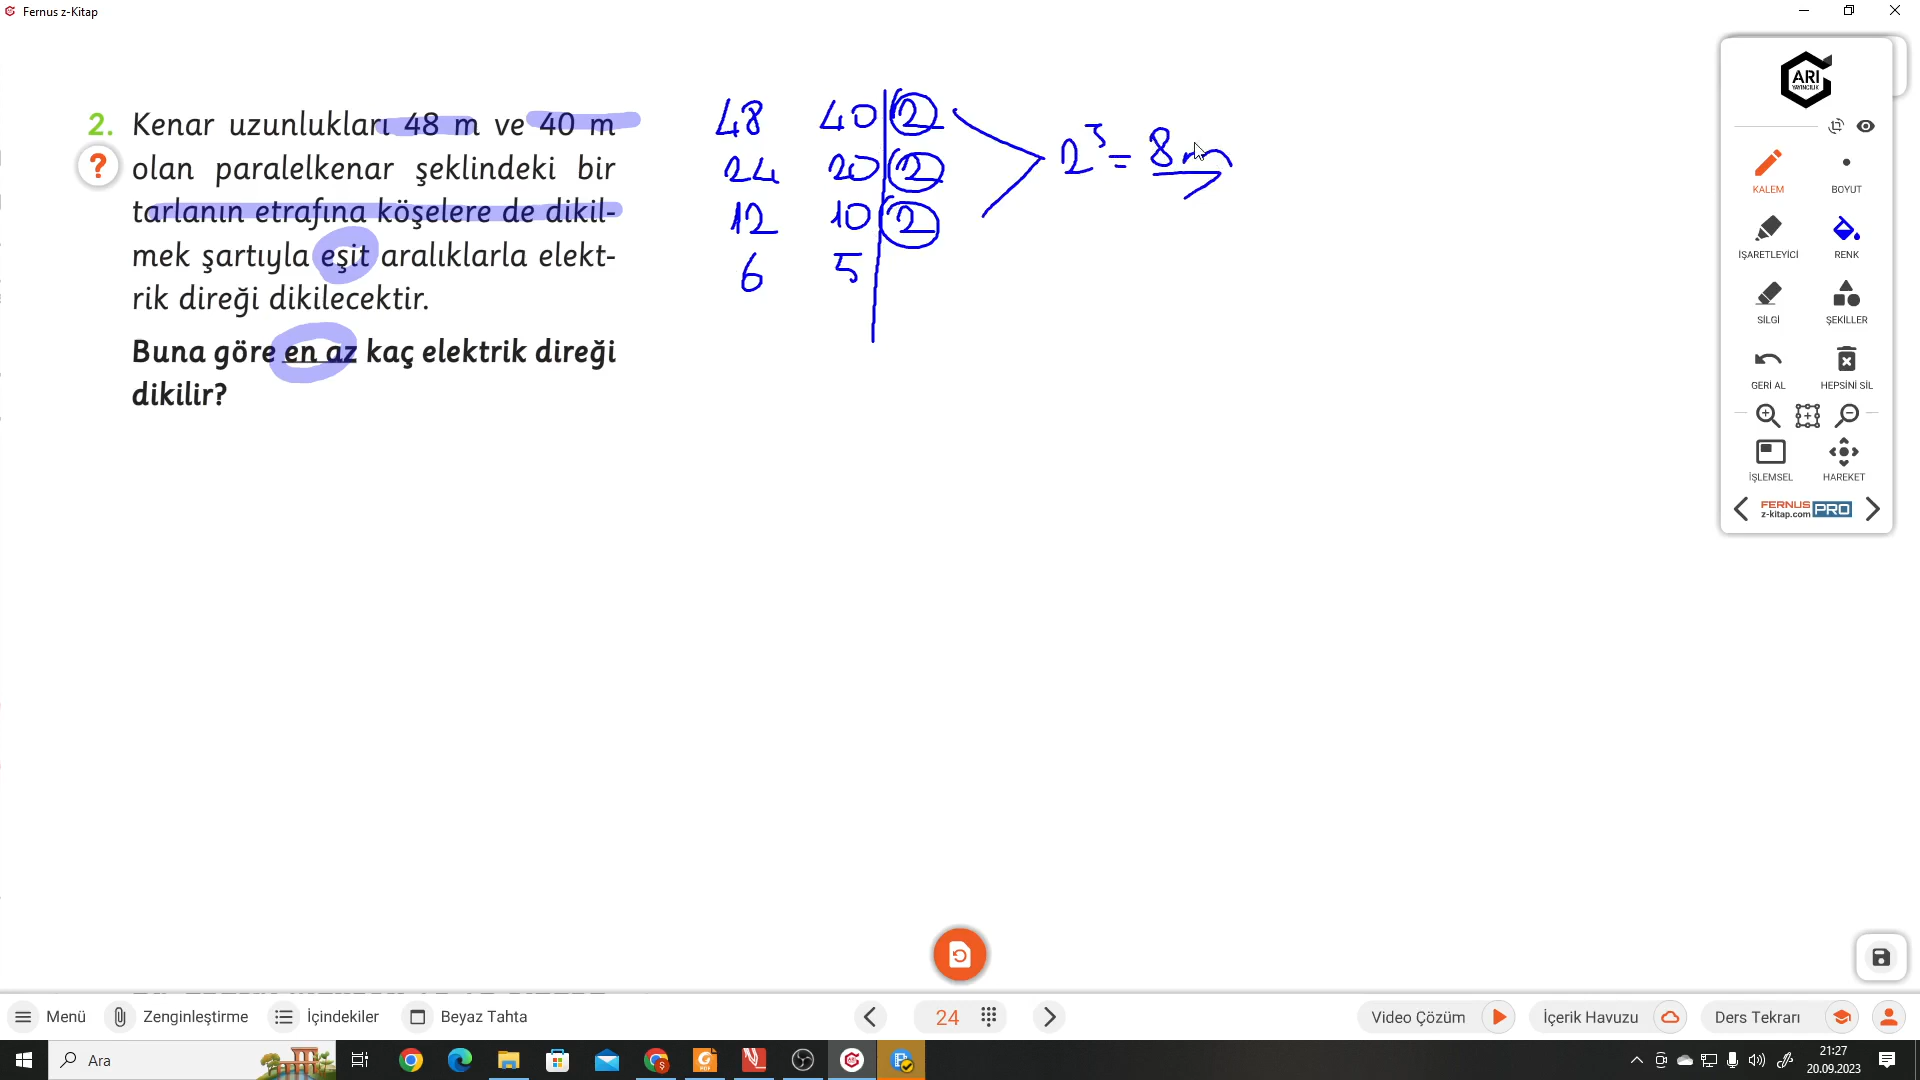 Fernus z-Kitap
2. Kenar uzunlukları 48 m ve 40 m
? olan paralelkenar şeklindeki bir
tarlanın etrafına köşelere de dikil-
mek şartıyla eşit aralıklarla elekt-
rik direği dikilecektir.
Buna göre en az kaç elektrik direği
dikilir?
48 40 2
24 20 2
12 10 2
6 5
2³ = 8m
ARI
YAYINCILIK
KALEM BOYUT
İŞARETLEYİCİ RENK
SİLGİ ŞEKİLLER
GERİ AL HEPSİNİ SİL
İŞLEMSEL HAREKET
FERNUS
z-kitap.com PRO
Menü Zenginleştirme İçindekiler Beyaz Tahta 24 Video Çözüm İçerik Havuzu Ders Tekrarı
Ara
21:27
20.09.2023